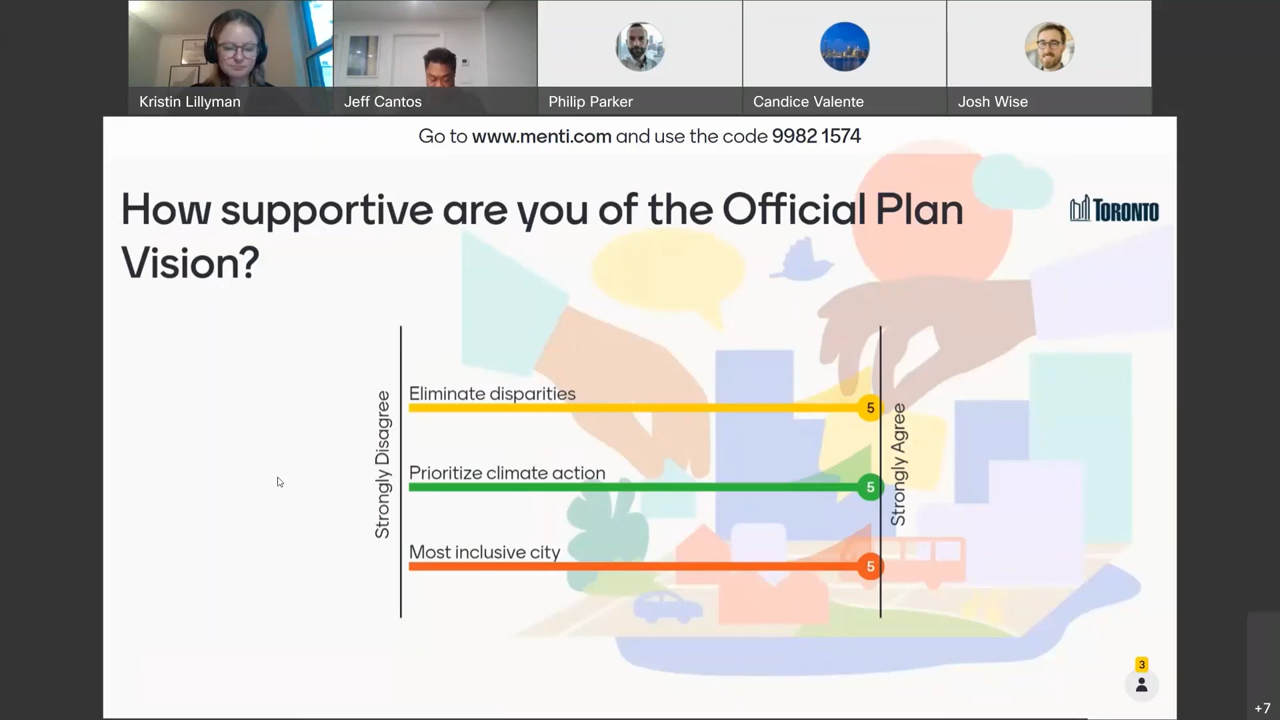 Kristin Lillyman
Jeff Cantos
Philip Parker
Candice Valente
Josh Wise
Go to www.menti.com and use the code 9982 1574
How supportive are you of the Official Plan
Vision?
TORONTO
Strongly Disagree
Eliminate disparities
5
Prioritize climate action
5
Most inclusive city
5
Strongly Agree
3
+7